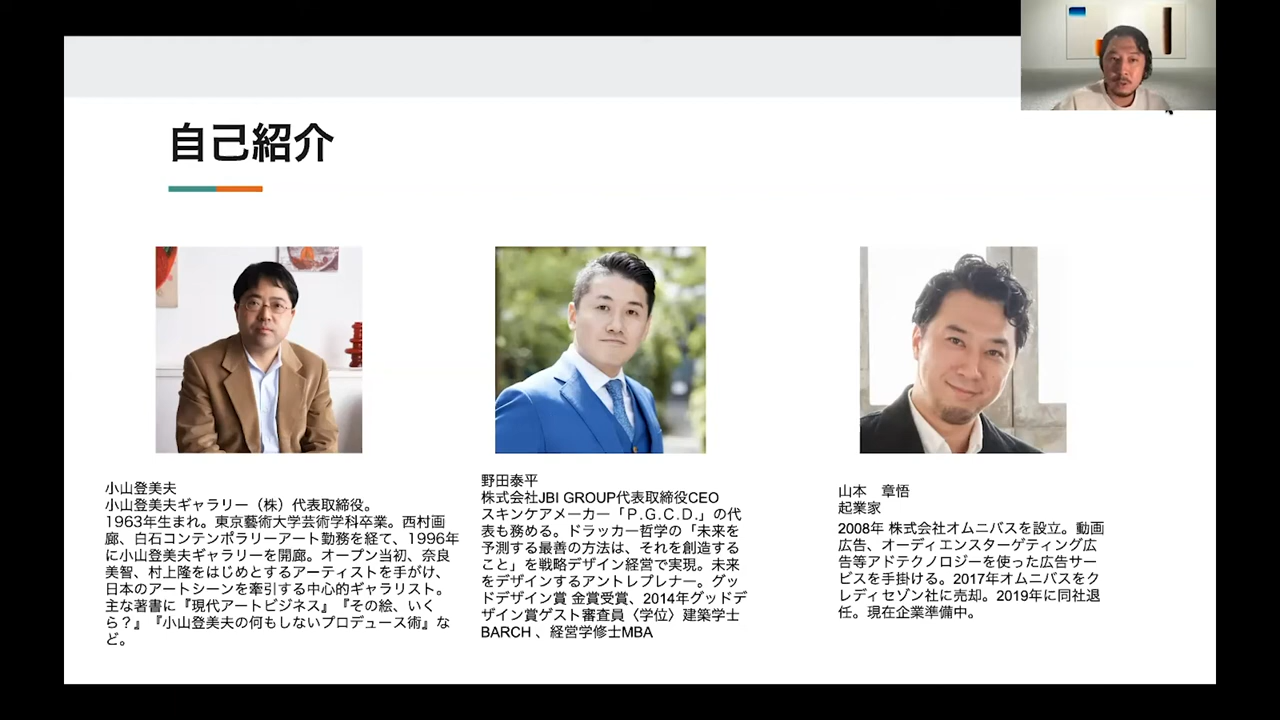 自己紹介
小山登美夫
小山登美夫ギャラリー（株）代表取締役。
1963年生まれ。東京藝術大学芸術学科卒業。西村画
廊、白石コンテンポラリーアート勤務を経て、1996年
に小山登美夫ギャラリーを開廊。オープン当初、奈良
美智、村上隆をはじめとするアーティストを手がけ、
日本のアートシーンを牽引する中心的ギャラリスト。
主な著書に『現代アートビジネス』『その絵、いく
ら？』『小山登美夫の何もしないプロデュース術』な
ど。
野田泰平
株式会社JBI GROUP代表取締役CEO
スキンケアメーカー「P.G.C.D.」の代
表も務める。ドラッカー哲学の「未来を
予測する最善の方法は、それを創造する
こと」を戦略デザイン経営で実現。未来
をデザインするアントレプレナー。グッ
ドデザイン賞 金賞受賞、2014年グッドデ
ザイン賞ゲスト審査員〈学位〉建築学士
BARCH 、経営学修士MBA
山本　章悟
起業家
2008年 株式会社オムニバスを設立。動画
広告、オーディエンスターゲティング広
告等アドテクノロジーを使った広告サー
ビスを手掛ける。2017年オムニバスをク
レディセゾン社に売却。2019年に同社退
任。現在企業準備中。